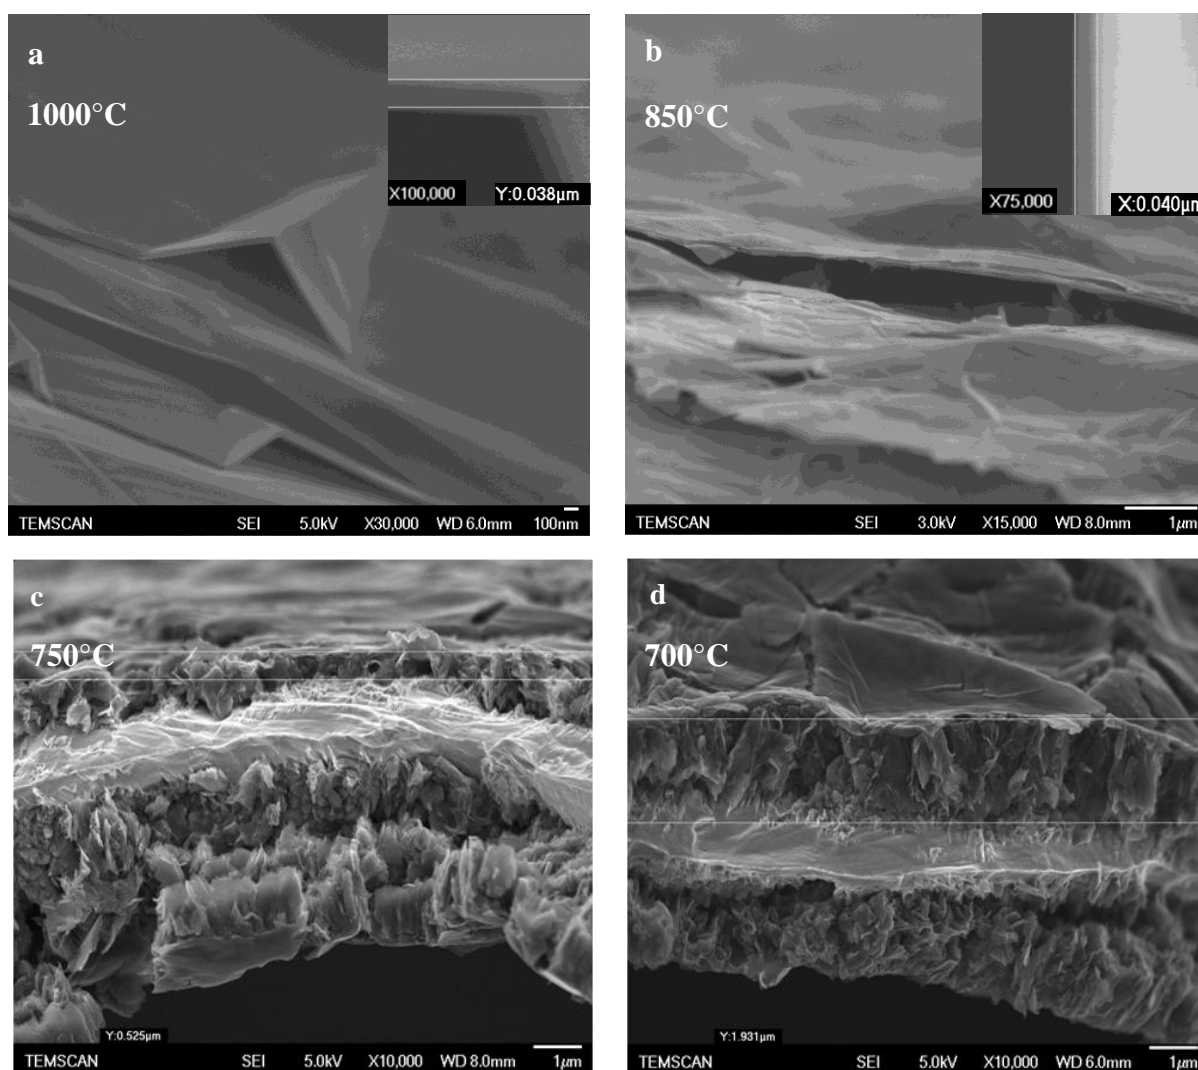 a
1000°C
X100,000 Y:0.038µm
TEMSCAN SEI 5.0kV X30,000 WD 6.0mm 100nm
b
850°C
X75,000 X:0.040µm
TEMSCAN SEI 3.0kV X15,000 WD 8.0mm 1µm
c
750°C
Y:0.525µm
TEMSCAN SEI 5.0kV X10,000 WD 8.0mm 1µm
d
700°C
Y:1.931µm
TEMSCAN SEI 5.0kV X10,000 WD 6.0mm 1µm